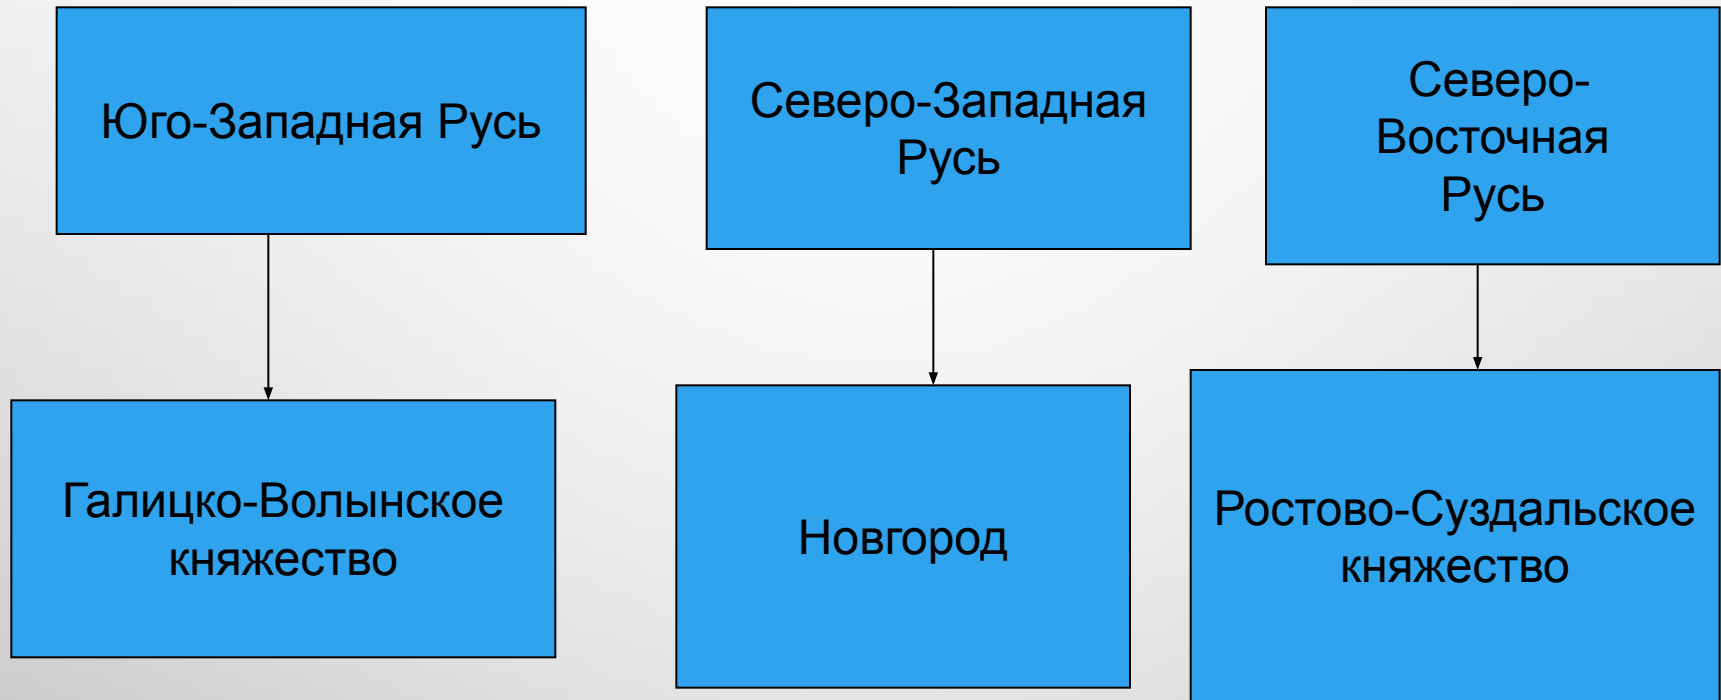 Юго-Западная Русь
Северо-Западная
Русь
Северо-
Восточная
Русь
Галицко-Волынское
княжество
Новгород
Ростово-Суздальское
княжество